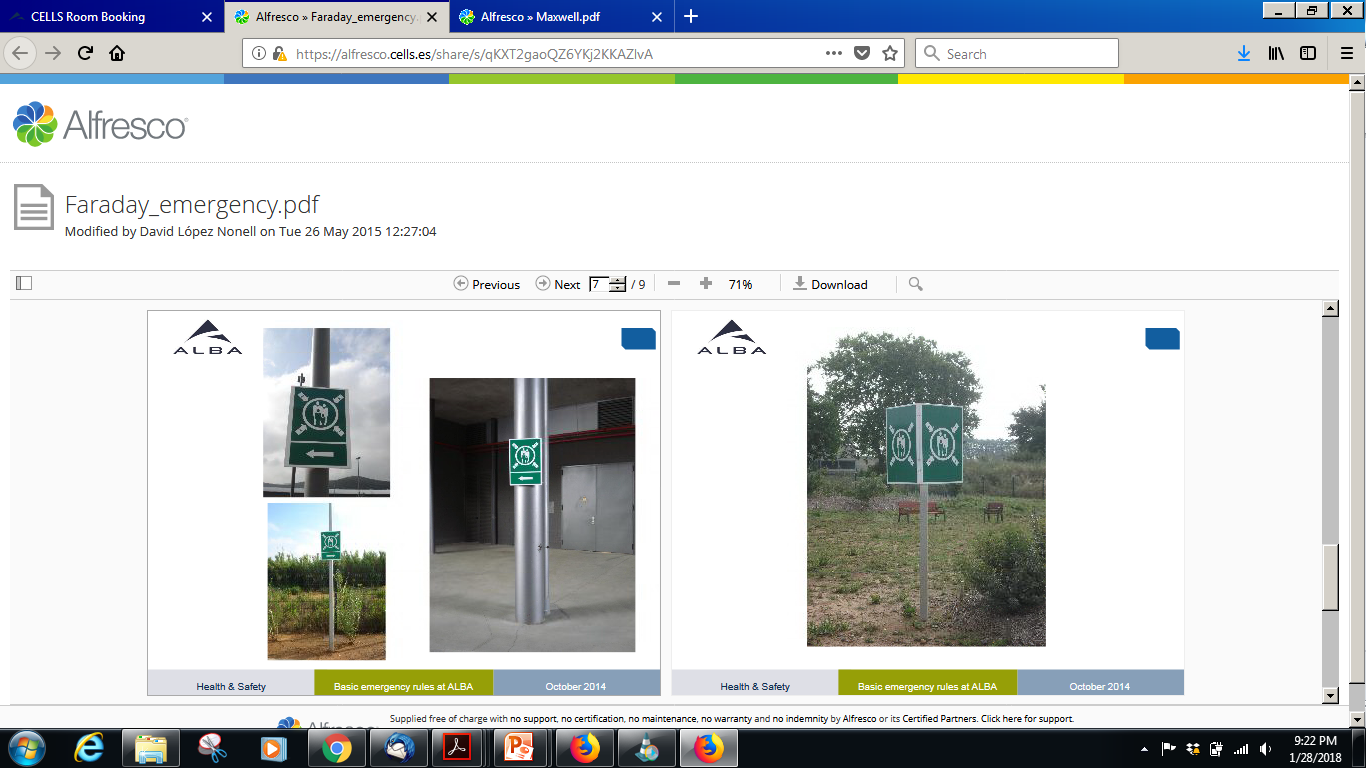 CELLS Room Booking
Alfresco » Faraday_emergency.
Alfresco » Maxwell.pdf
https://alfresco.cells.es/share/s/qKXT2gaoQZ6YKj2KKAZlvA
Search
Alfresco
Faraday_emergency.pdf
Modified by David López Nonell on Tue 26 May 2015 12:27:04
Previous Next 7 / 9 71% Download
ALBA
ALBA
Health & Safety Basic emergency rules at ALBA October 2014
Health & Safety Basic emergency rules at ALBA October 2014
Alfresco
Supplied free of charge with no support, no certification, no maintenance, no warranty and no indemnity by Alfresco or its Certified Partners. Click here for support.
9:22 PM
1/28/2018